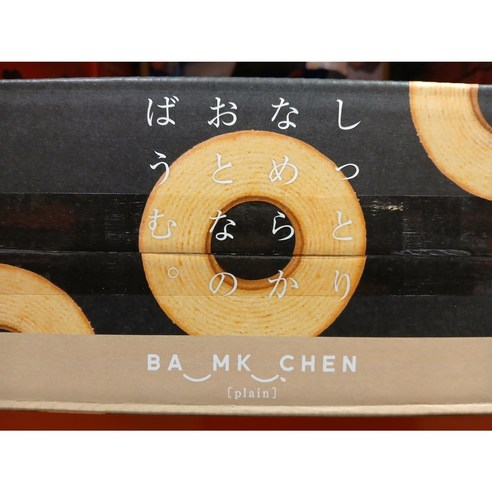 しっとり
なめらか
おとなの
ばうむ。
BA‿MK‿CHEN
[plain]